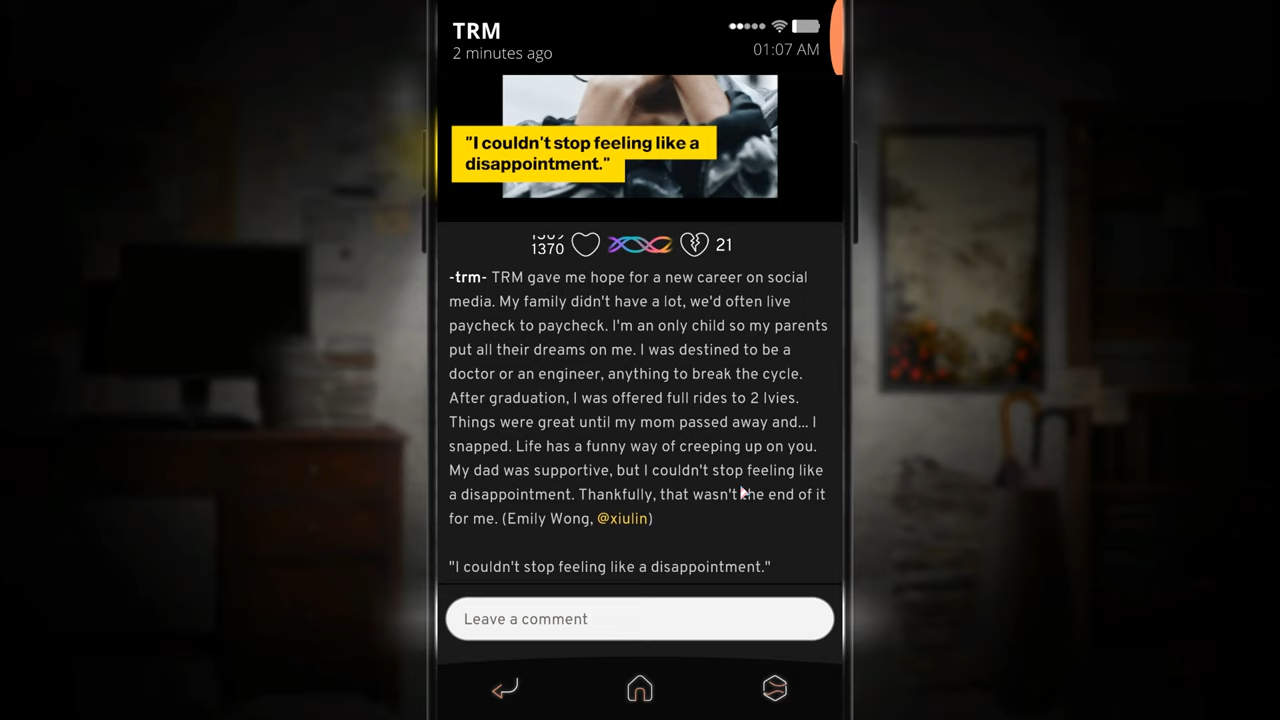 TRM
2 minutes ago
01:07 AM
"I couldn't stop feeling like a
disappointment."
1370
21
-trm- TRM gave me hope for a new career on social
media. My family didn't have a lot, we'd often live
paycheck to paycheck. I'm an only child so my parents
put all their dreams on me. I was destined to be a
doctor or an engineer, anything to break the cycle.
After graduation, I was offered full rides to 2 Ivies.
Things were great until my mom passed away and... I
snapped. Life has a funny way of creeping up on you.
My dad was supportive, but I couldn't stop feeling like
a disappointment. Thankfully, that wasn't the end of it
for me. (Emily Wong, @xiulin)
"I couldn't stop feeling like a disappointment."
Leave a comment